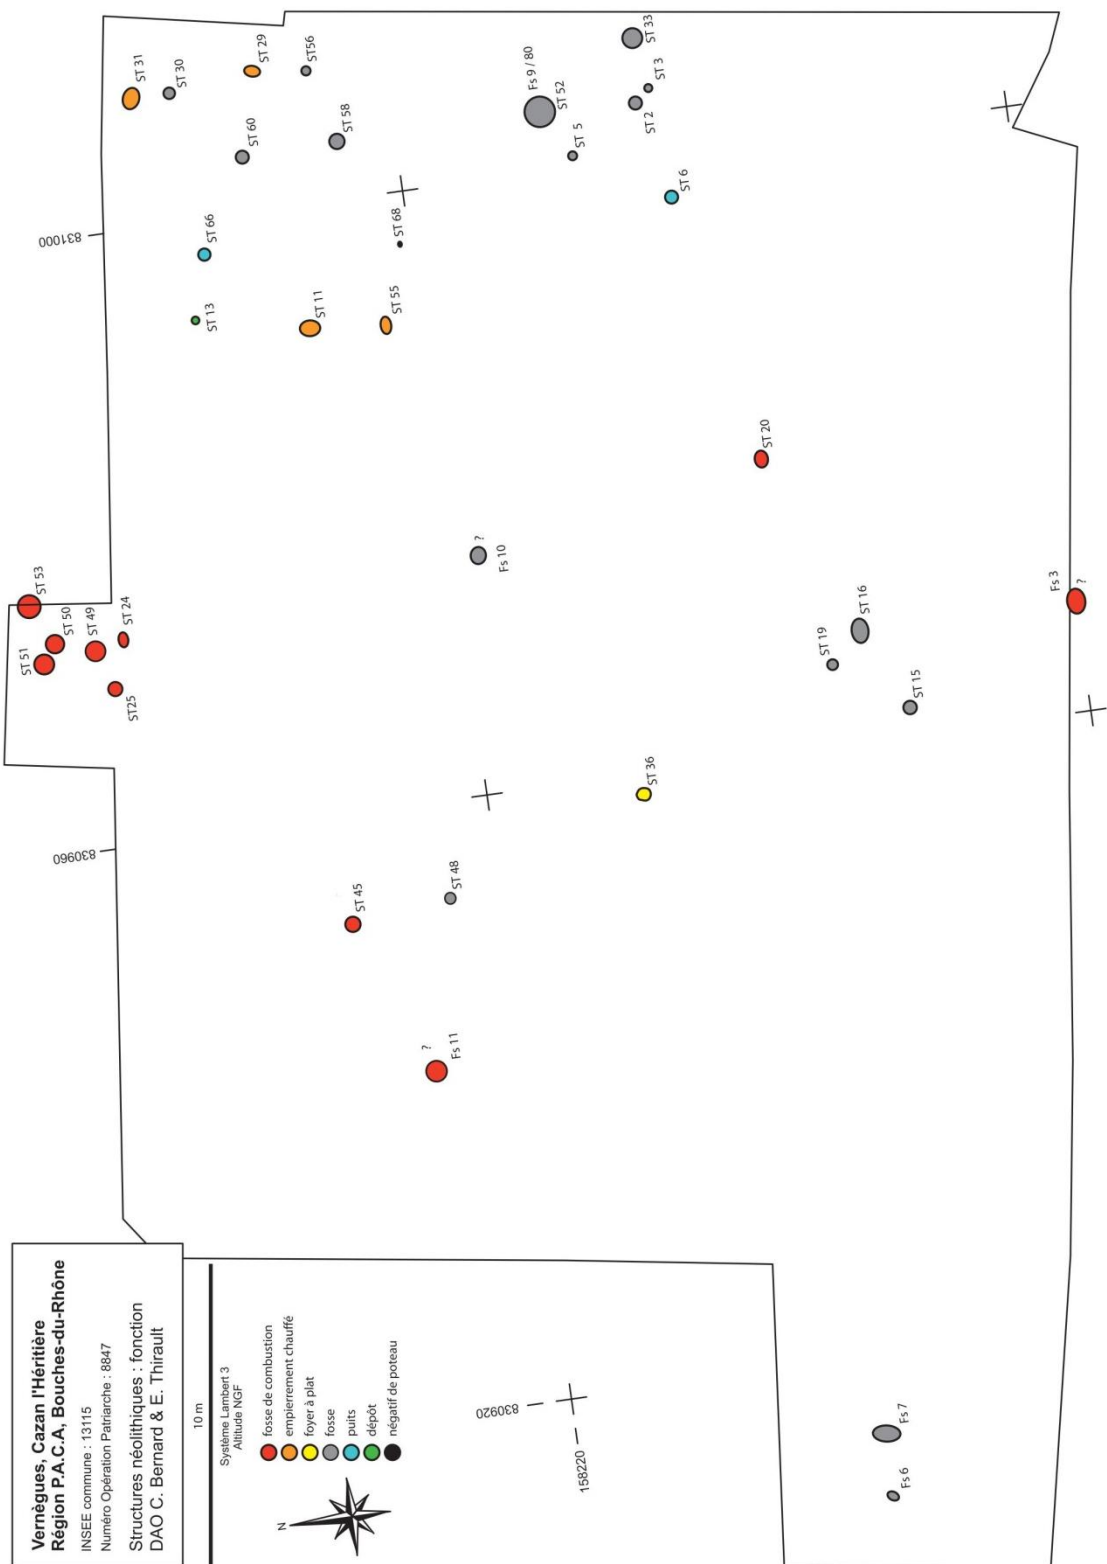 Vernègues, Cazan l'Héritière
Région P.A.C.A, Bouches-du-Rhône
INSEE commune : 13115
Numéro Opération Patriarche : 8847
Structures néolithiques : fonction
DAO C. Bernard & E. Thirault
10 m
Système Lambert 3
Altitude NGF
fosse de combustion
empierrement chauffé
foyer à plat
fosse
puits
dépôt
négatif de poteau
N
830920
158220
Fs 6
Fs 7
?
Fs 11
ST 45
ST 48
830960
ST 36
ST25
ST 51
ST 50
ST 49
ST 24
ST 53
ST 15
ST 19
ST 16
Fs 3
?
?
Fs 10
ST 20
ST 13
ST 11
ST 55
ST 66
ST 68
831000
ST 6
ST 60
ST 58
ST 5
ST 31
ST 30
ST 29
ST56
Fs 9 / 80
ST 52
ST 2
ST 3
ST 33